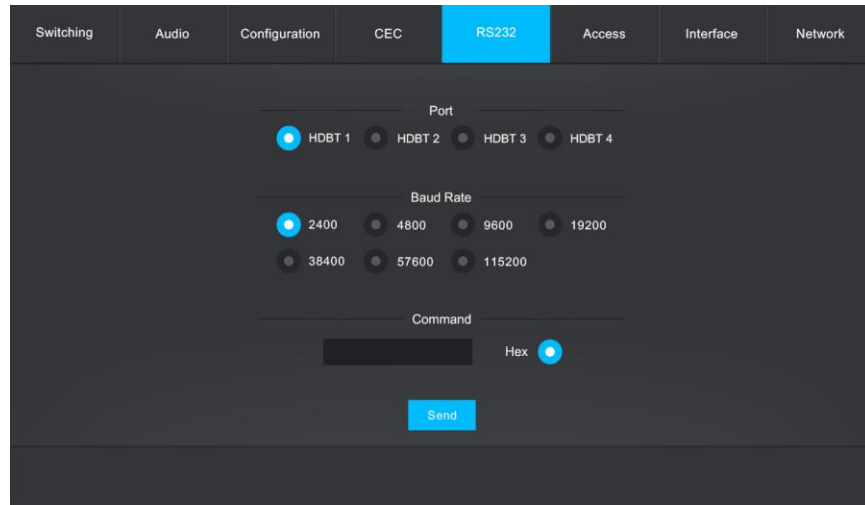 Switching Audio Configuration CEC RS232 Access Interface Network
Port
HDBT 1 HDBT 2 HDBT 3 HDBT 4
Baud Rate
2400 4800 9600 19200
38400 57600 115200
Command
Hex
Send